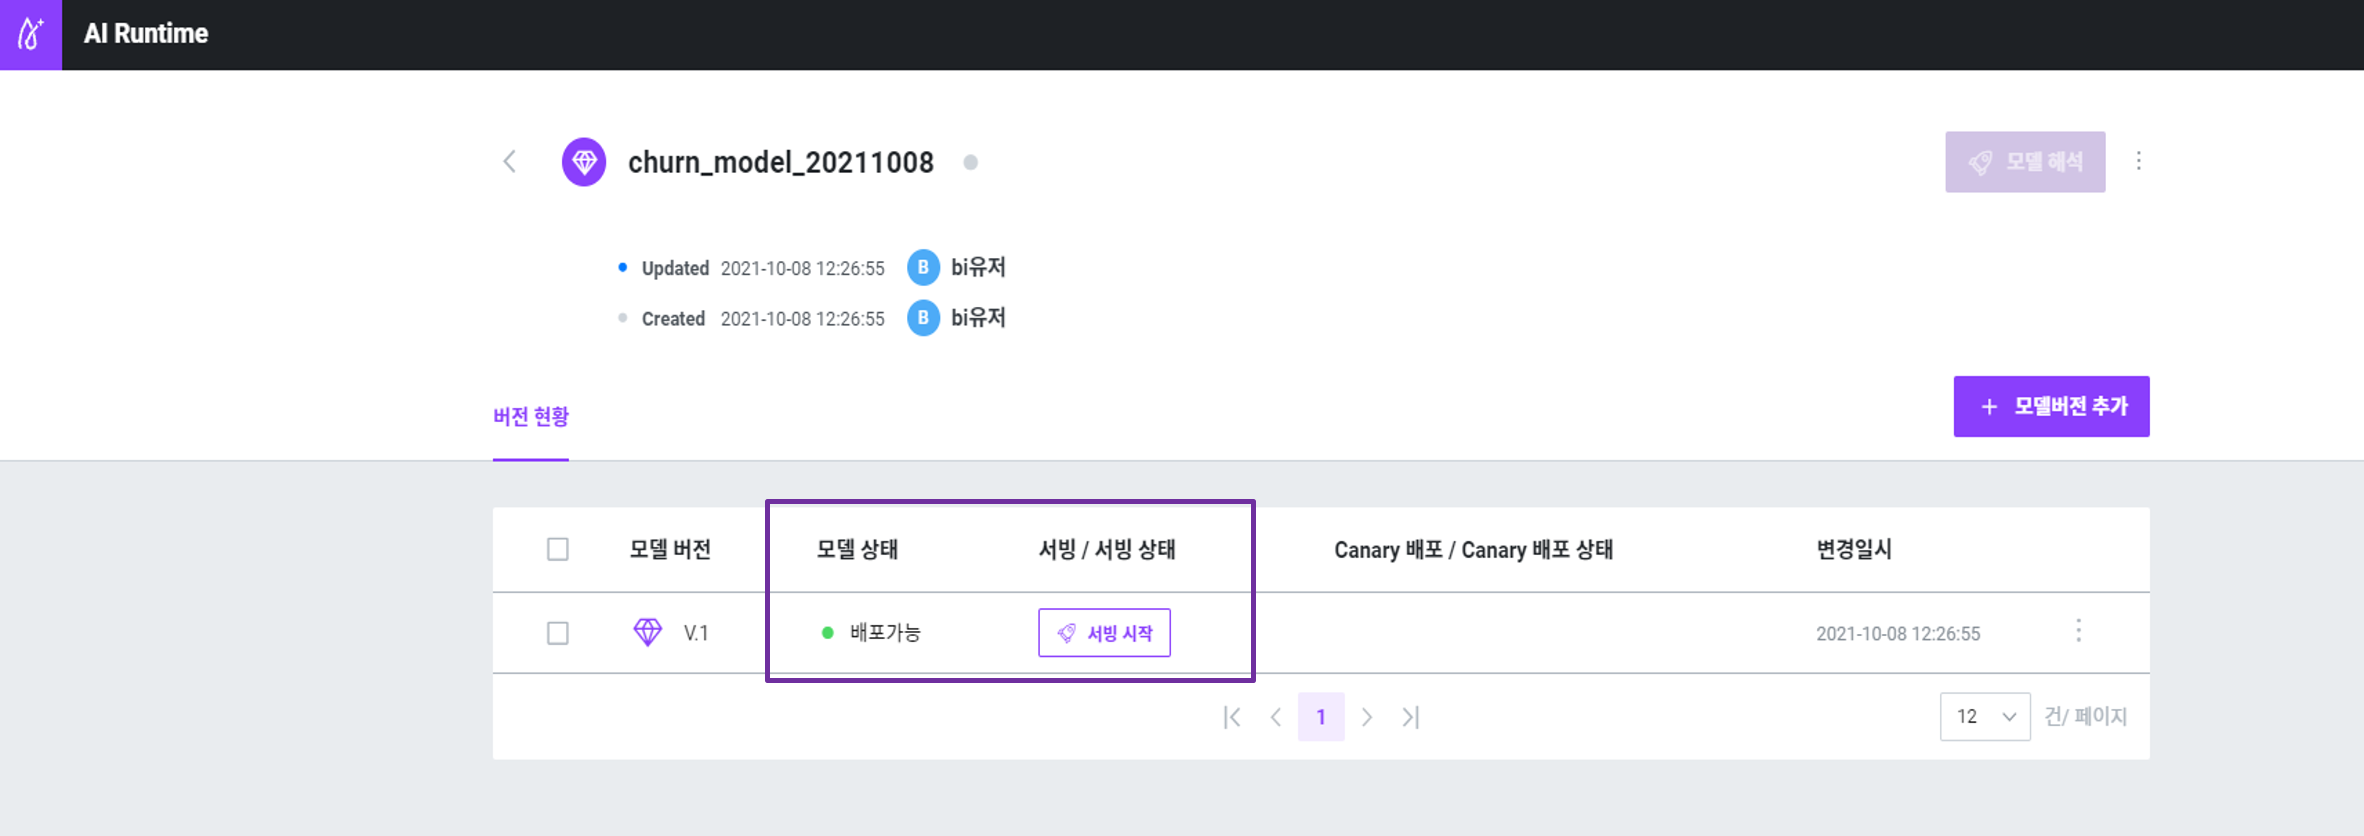 AI Runtime
churn_model_20211008
모델 해석
Updated 2021-10-08 12:26:55 B bi유저
Created 2021-10-08 12:26:55 B bi유저
버전 현황
+ 모델버전 추가
모델 버전 모델 상태 서빙 / 서빙 상태 Canary 배포 / Canary 배포 상태 변경일시
V.1 배포가능 서빙 시작 2021-10-08 12:26:55
1 12 건/ 페이지